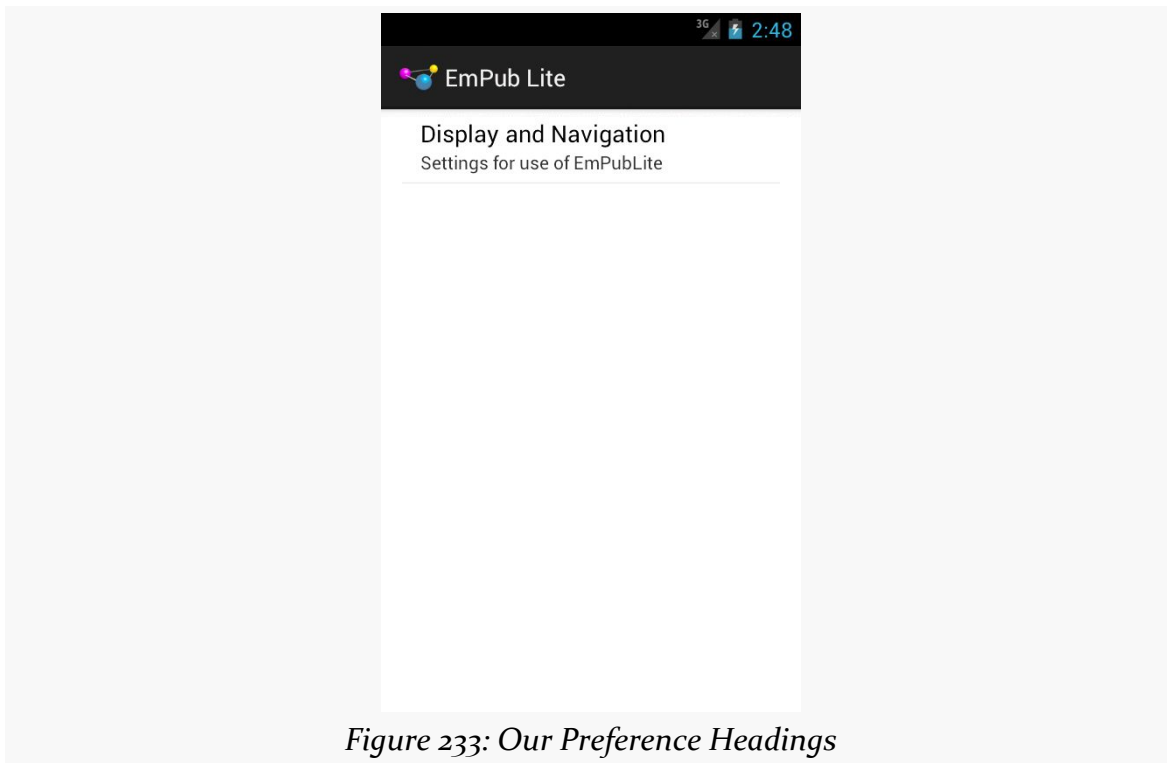 3G
2:48
EmPub Lite
Display and Navigation
Settings for use of EmPubLite
Figure 233: Our Preference Headings